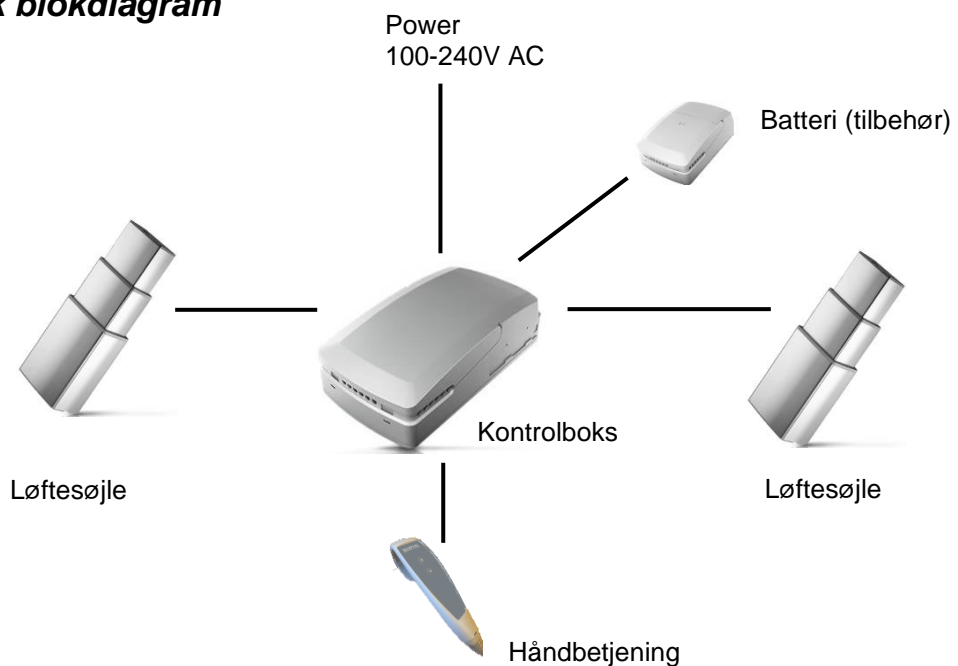 k blokdiagram
Power
100-240V AC
Batteri (tilbehør)
Kontrolboks
Løftesøjle
Løftesøjle
Håndbetjening